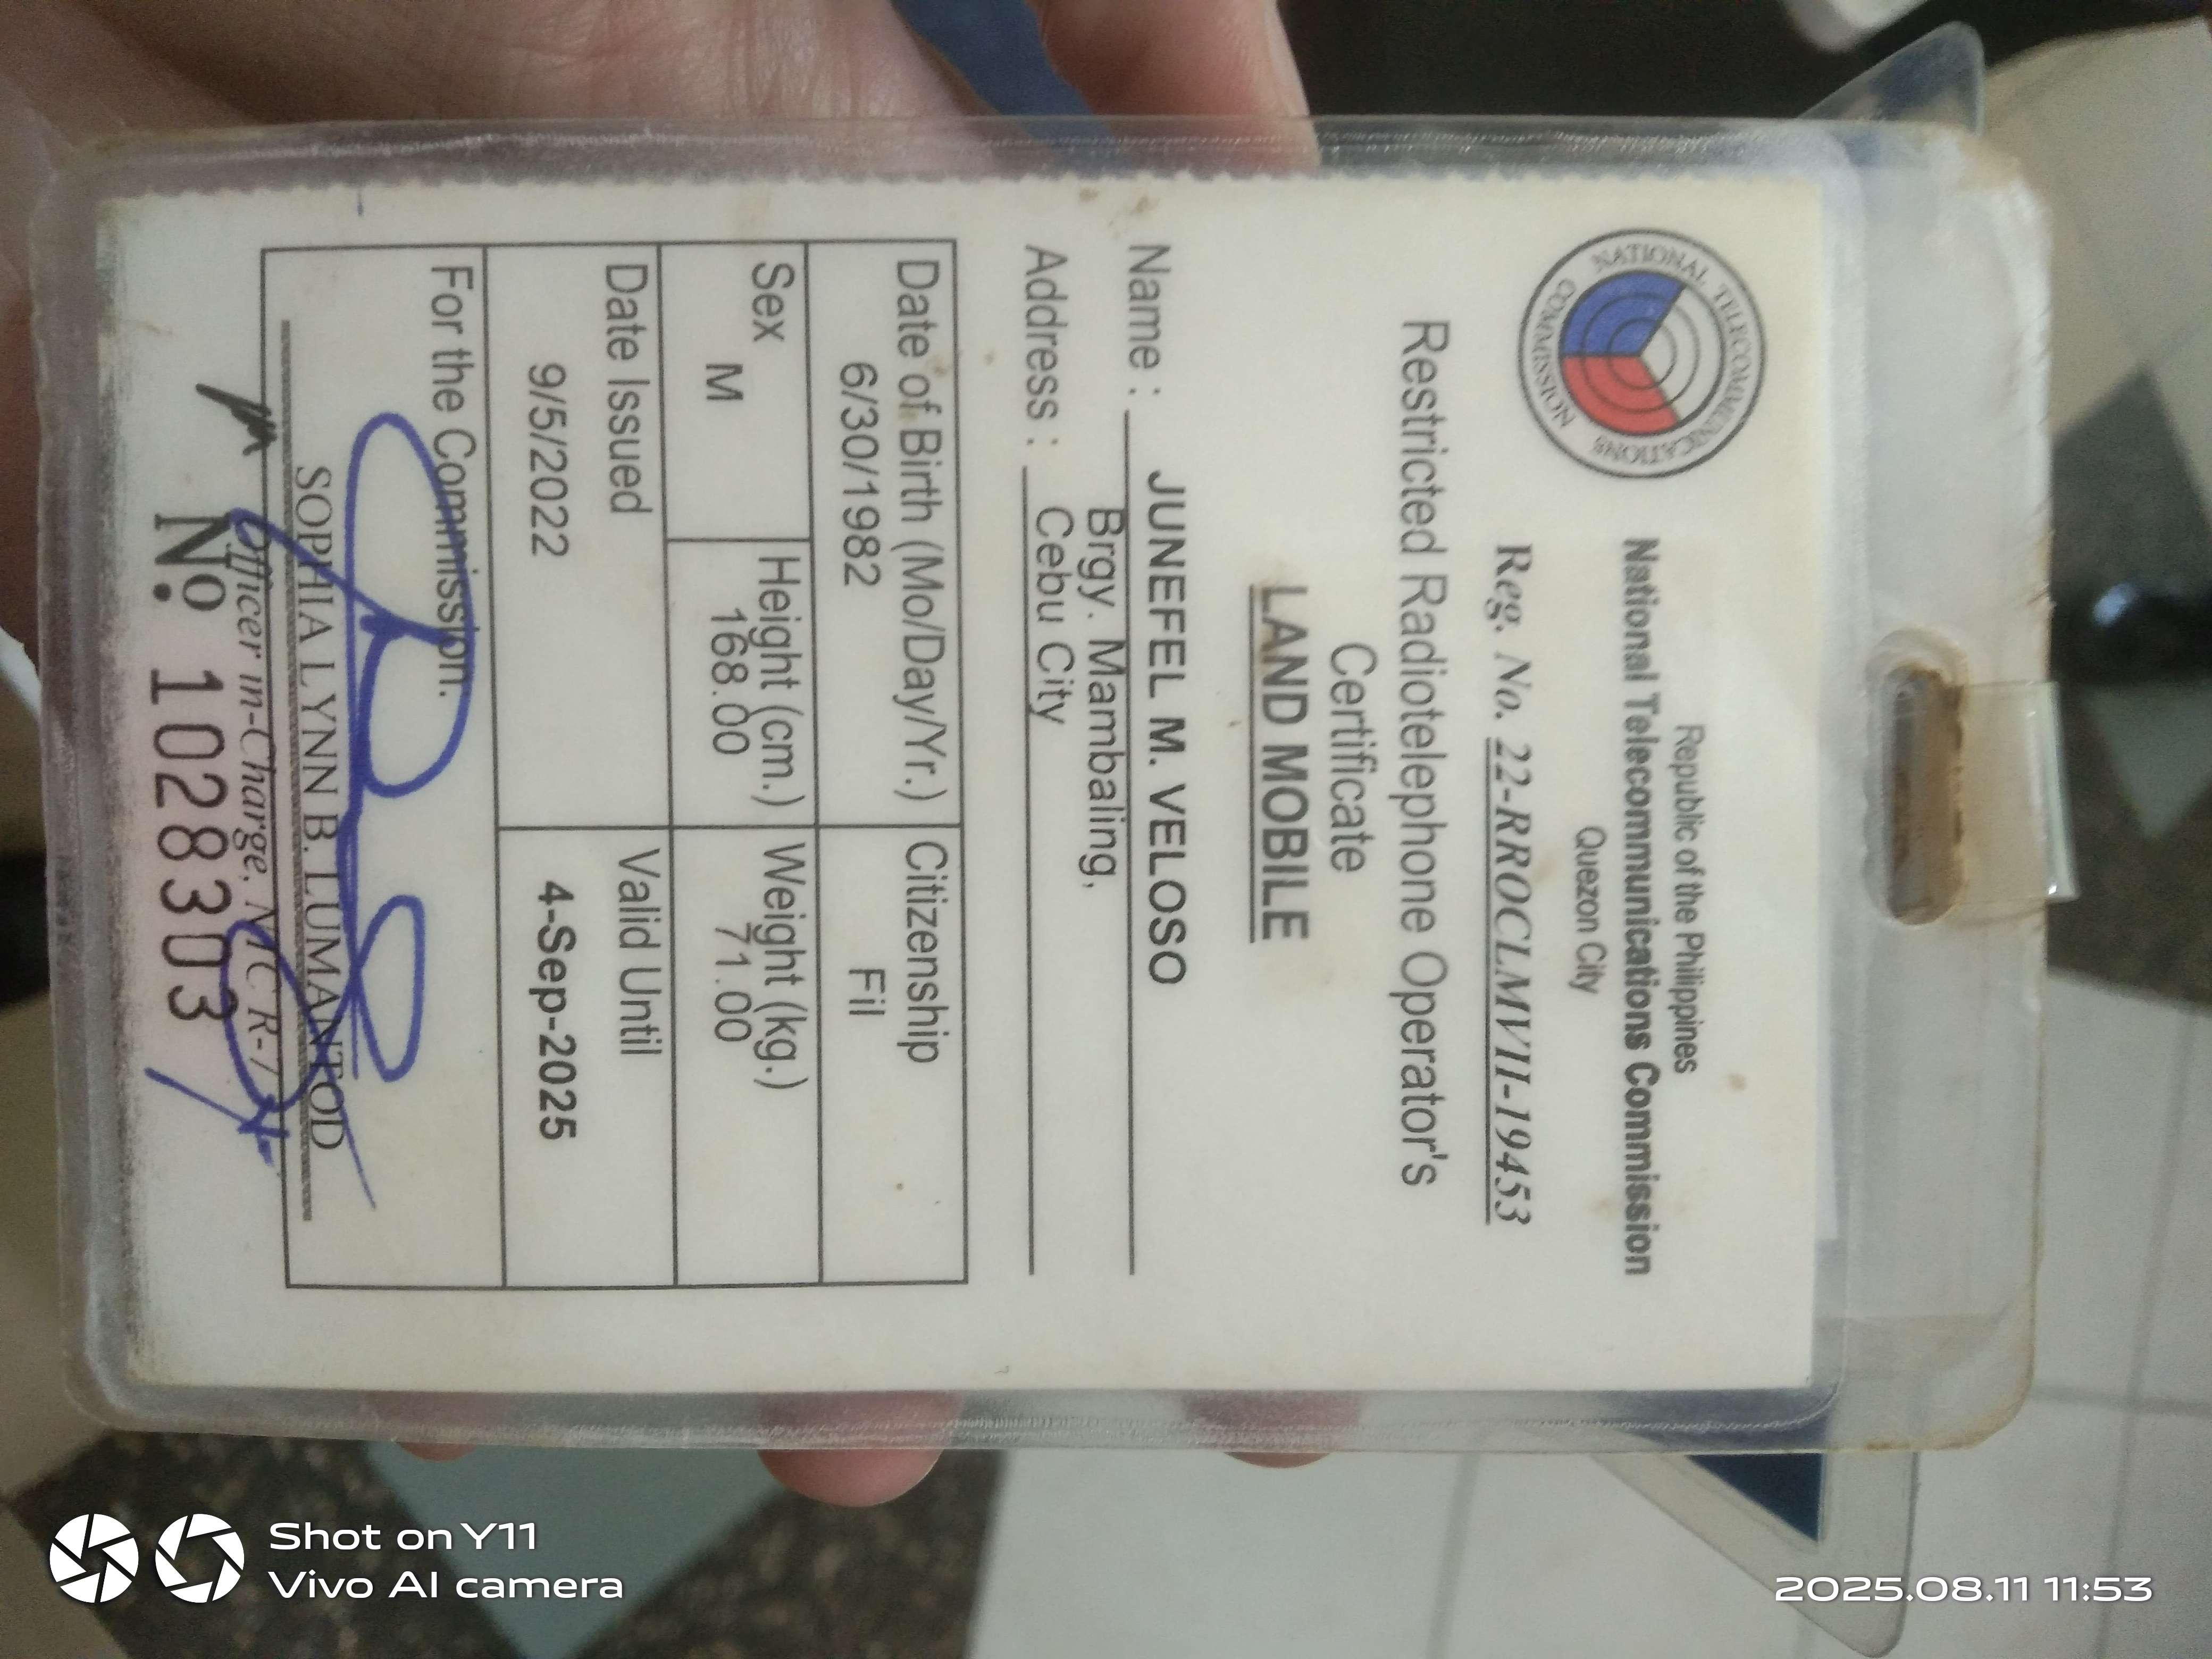 NATIONAL TELECOMMUNICATIONS COMMISSION
Republic of the Philippines
National Telecommunications Commission
Quezon City
Reg. No. 22-RROCLMVII-19453
Restricted Radiotelephone Operator's
Certificate
LAND MOBILE
Name : JUNEFEL M. VELOSO
Address : Brgy. Mambaling,
Cebu City
Date of Birth (Mo/Day/Yr.) Citizenship
6/30/1982 Fil
Sex Height (cm.) Weight (kg.)
M 168.00 71.00
Date Issued Valid Until
9/5/2022 4-Sep-2025
For the Commission:
SOPHIA LYNN B. LUMANTOD
Officer in-Charge, NTC R-7
No. 1028303
Shot on Y11
Vivo AI camera
2025.08.11 11:53